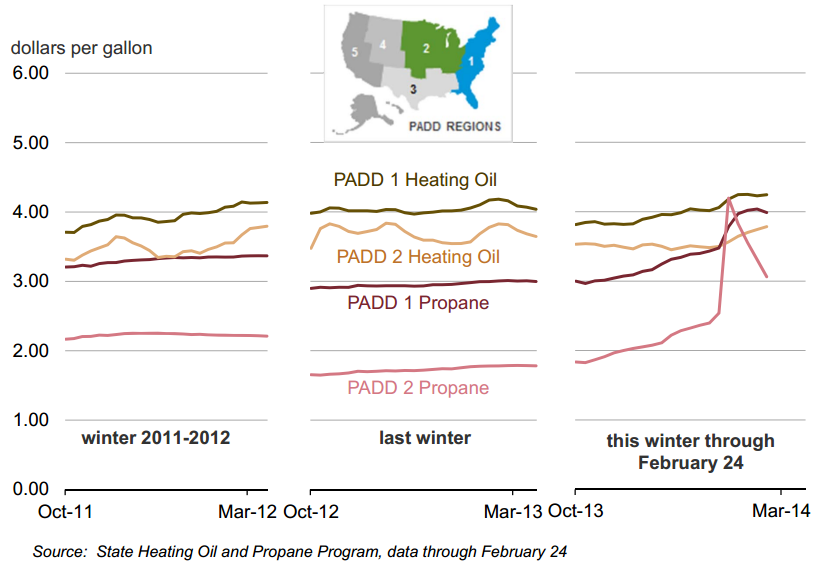 dollars per gallon
6.00
5.00
4.00
3.00
2.00
1.00
0.00
5
4
2
1
3
PADD REGIONS
PADD 1 Heating Oil
PADD 2 Heating Oil
PADD 1 Propane
PADD 2 Propane
winter 2011-2012
last winter
this winter through
February 24
Oct-11
Mar-12
Oct-12
Mar-13
Oct-13
Mar-14
Source: State Heating Oil and Propane Program, data through February 24